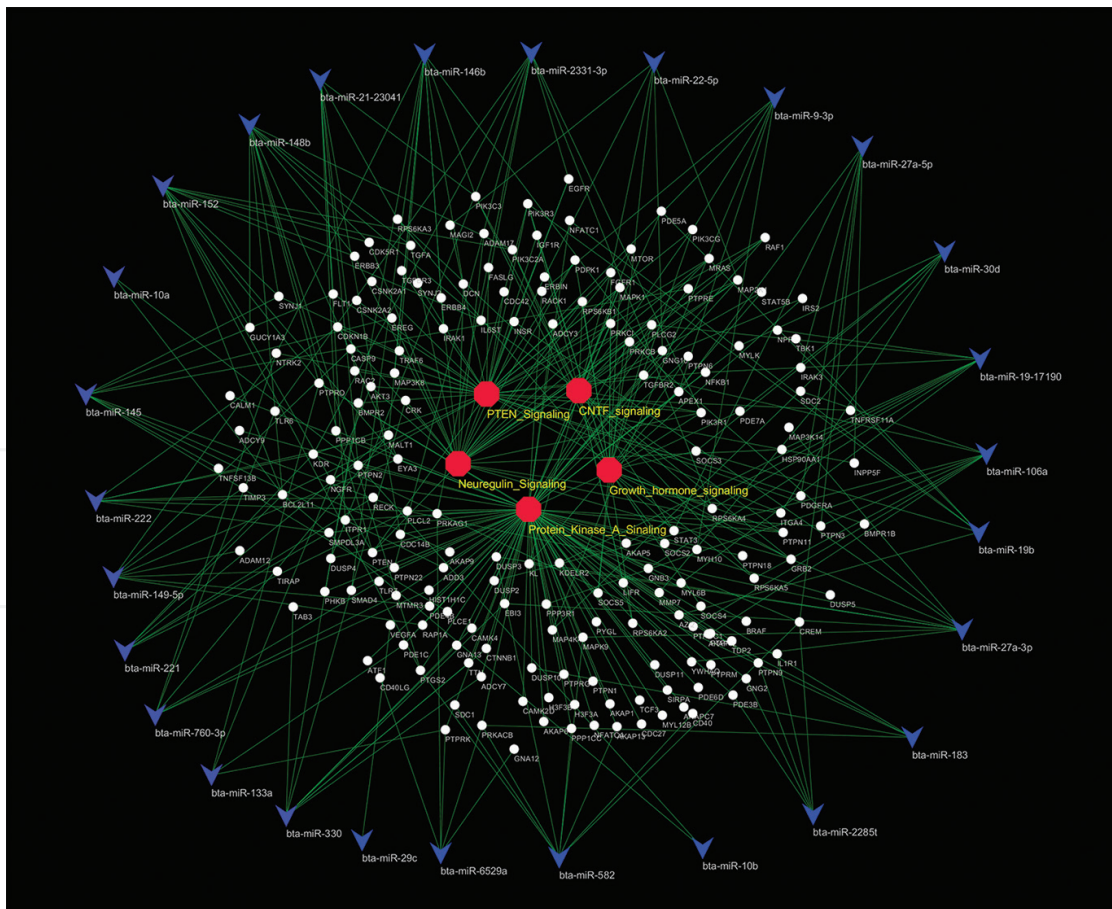 bta-miR-146b
bta-miR-2331-3p
bta-miR-22-5p
bta-miR-21-23041
bta-miR-9-3p
bta-miR-148b
bta-miR-27a-5p
bta-miR-152
EGFR
PIK3C3
PIK3R3
RPS6KA3
MAGI2
ADAM17
IGF1R
NFATC1
PDE5A
PIK3CG
RAF1
CDK5R1
TGFA
PIK3C2A
MTOR
MRAS
ERBB3
FASLG
PDPK1
bta-miR-30d
bta-miR-10a
CSNK2A1
DCN
ERBIN
MAPK1
PTPRE
STAT5B
IRS2
SYNJ1
FLT1
CSNK2A2
ERBB4
CDC42
RACK1
RPS6KB1
GUCY1A3
CDKN1B
EREG
IRAK1
IL6ST
INSR
ADCY3
PRKCI
PLCG2
TBK1
NTRK2
CASP9
TRAF6
PRKCB
PTPN6
MYLK
IRAK3
bta-miR-19-17190
RAC2
MAP3K8
TGFBR2
NFKB1
SDC2
bta-miR-145
CALM1
PTPRO
AKT3
CRK
PTEN_Signaling
CNTF_signaling
APEX1
PIK3R1
PDE7A
TNFRSF11A
TLR6
BMPR2
ADCY9
PPP1CB
MALT1
MAP3K14
KDR
EYA3
SOCS3
HSP90AA1
INPP5F
bta-miR-106a
TNFSF13B
NGFR
PTPN2
Neuregulin_Signaling
Growth_hormone_signaling
TIMP3
BCL2L11
RECK
PDGFRA
bta-miR-222
PLCL2
PRKAG1
Protein_Kinase_A_Sinaling
RPS6KA4
ITGA4
PTPN3
BMPR1B
ITPR1
SMPDL3A
CDC14B
STAT3
PTPN11
bta-miR-19b
ADAM12
DUSP4
PTEN
AKAP9
DUSP3
KL
KDELR2
AKAP5
SOCS2
MYH10
PTPN18
GRB2
TIRAP
PTPN22
ADD3
GNB3
bta-miR-149-5p
PHKB
SMAD4
HIST1H1C
DUSP2
LIFR
MYL6B
RPS6KA5
DUSP5
TAB3
MTMR3
EBI3
SOCS5
MMP7
SOCS4
PLCE1
PPP3R1
PYGL
RPS6KA2
BRAF
CREM
VEGFA
RAP1A
CAMK4
MAPK9
TDP2
bta-miR-27a-3p
bta-miR-221
PDE1C
GNA13
CTNNB1
ATF1
PTGS2
DUSP11
PTPRM
PTPN9
IL1R1
CD40LG
ADCY7
PTPN1
SIRPA
PDE6D
GNG2
PDE3B
bta-miR-760-3p
SDC1
CAMK2D
H3F3A
AKAP1
TCF3
CD40
PTPRK
PRKACB
PPP1CC
AKAP13
CDC27
GNA12
bta-miR-183
bta-miR-133a
bta-miR-330
bta-miR-2285t
bta-miR-29c
bta-miR-6529a
bta-miR-582
bta-miR-10b